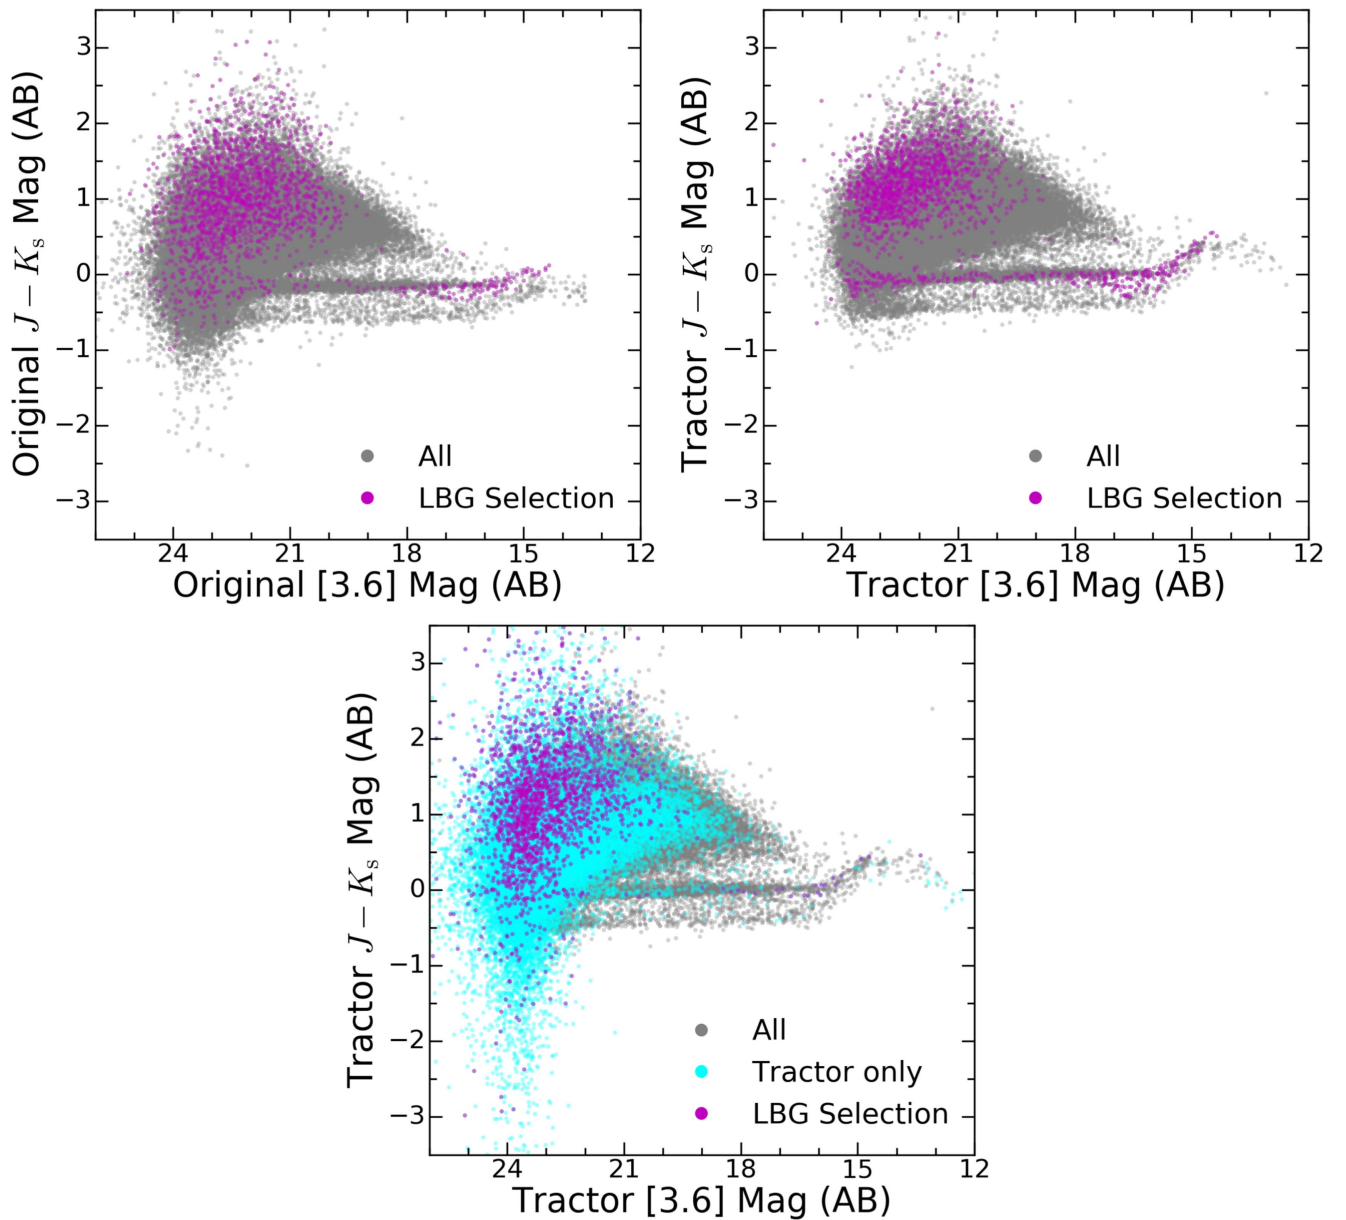 3
2
1
0
−1
−2
−3
Original J − Ks Mag (AB)
All
LBG Selection
24 21 18 15 12
Original [3.6] Mag (AB)
3
2
1
0
−1
−2
−3
Tractor J − Ks Mag (AB)
All
LBG Selection
24 21 18 15 12
Tractor [3.6] Mag (AB)
3
2
1
0
−1
−2
−3
Tractor J − Ks Mag (AB)
All
Tractor only
LBG Selection
24 21 18 15 12
Tractor [3.6] Mag (AB)